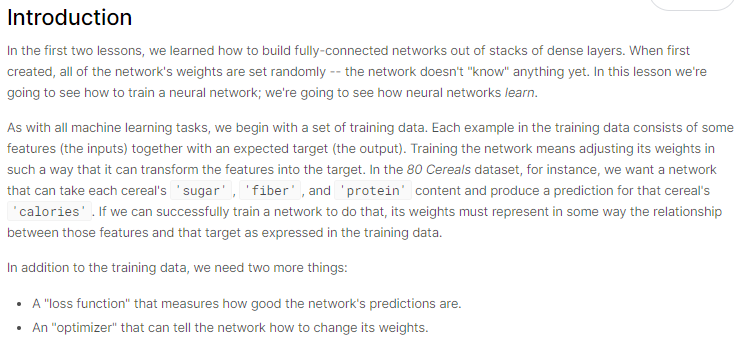 Introduction
In the first two lessons, we learned how to build fully-connected networks out of stacks of dense layers. When first
created, all of the network's weights are set randomly -- the network doesn't "know" anything yet. In this lesson we're
going to see how to train a neural network; we're going to see how neural networks learn.
As with all machine learning tasks, we begin with a set of training data. Each example in the training data consists of some
features (the inputs) together with an expected target (the output). Training the network means adjusting its weights in
such a way that it can transform the features into the target. In the 80 Cereals dataset, for instance, we want a network
that can take each cereal's 'sugar', 'fiber', and 'protein' content and produce a prediction for that cereal's
'calories'. If we can successfully train a network to do that, its weights must represent in some way the relationship
between those features and that target as expressed in the training data.
In addition to the training data, we need two more things:
• A "loss function" that measures how good the network's predictions are.
• An "optimizer" that can tell the network how to change its weights.